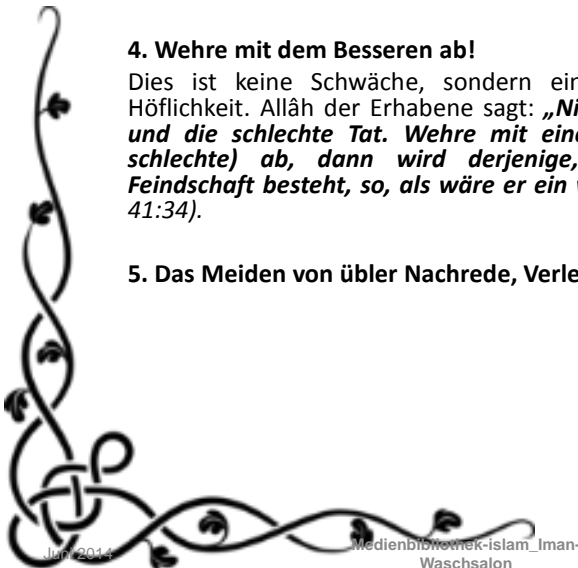 4. Wehre mit dem Besseren ab!
Dies ist keine Schwäche, sondern ein
Höflichkeit. Allâh der Erhabene sagt: „Ni
und die schlechte Tat. Wehre mit eine
schlechte) ab, dann wird derjenige,
Feindschaft besteht, so, als wäre er ein v
41:34).
5. Das Meiden von übler Nachrede, Verle
Juni 2014
Medienbibliothek-islam_Iman-
Waschsalon